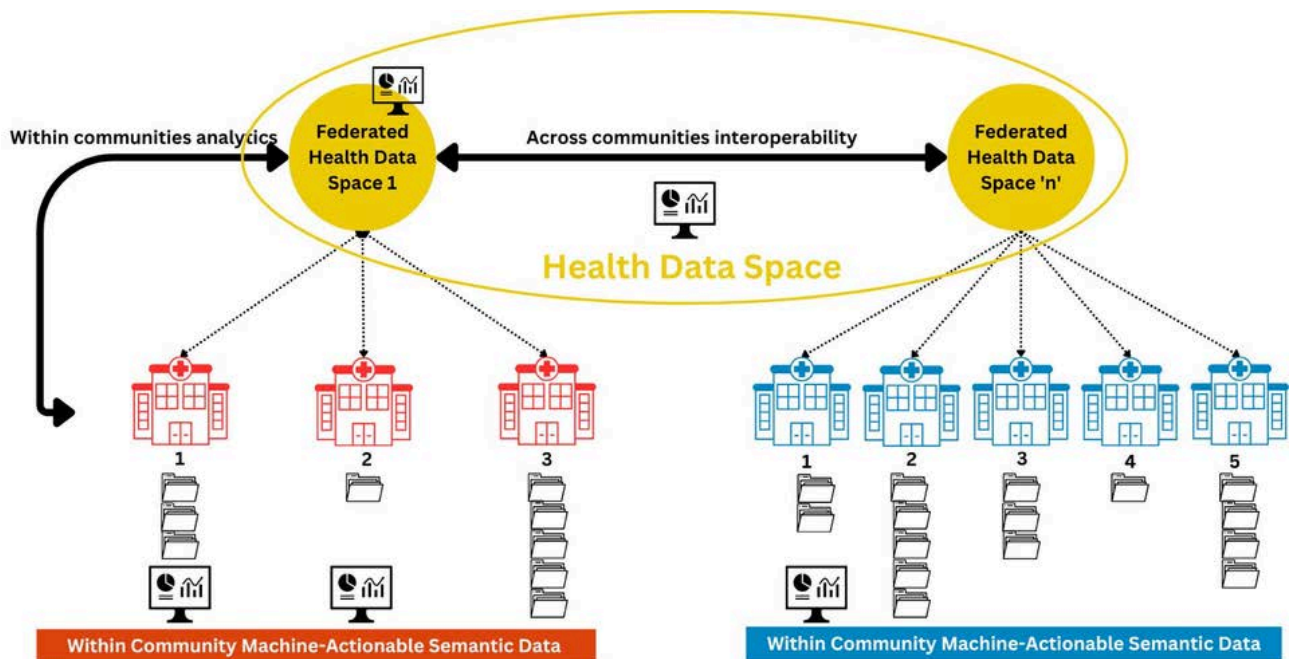 Within communities analytics
Federated
Health Data
Space 1
Across communities interoperability
Federated
Health Data
Space 'n'
Health Data Space
1
2
3
1
2
3
4
5
Within Community Machine-Actionable Semantic Data
Within Community Machine-Actionable Semantic Data